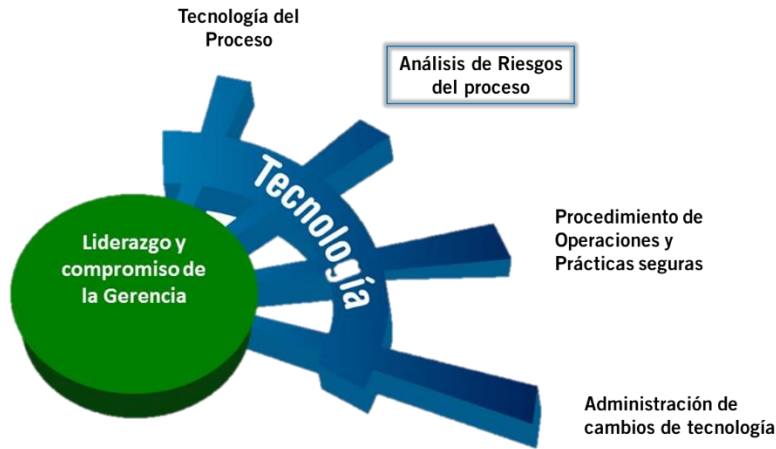 Tecnología del
Proceso
Análisis de Riesgos
del proceso
Tecnología
Liderazgo y
compromiso de
la Gerencia
Procedimiento de
Operaciones y
Prácticas seguras
Administración de
cambios de tecnología